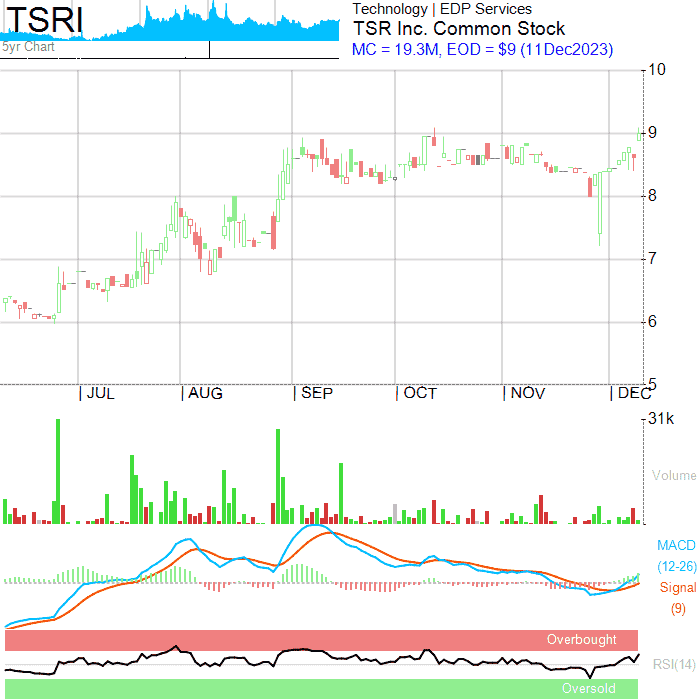 TSRI
5yr Chart
Technology | EDP Services
TSR Inc. Common Stock
MC = 19.3M, EOD = $9 (11Dec2023)
10
9
8
7
6
5
| JUL | AUG | SEP | OCT | NOV | DEC
31k
Volume
MACD
(12-26)
Signal
(9)
Overbought
RSI(14)
Oversold